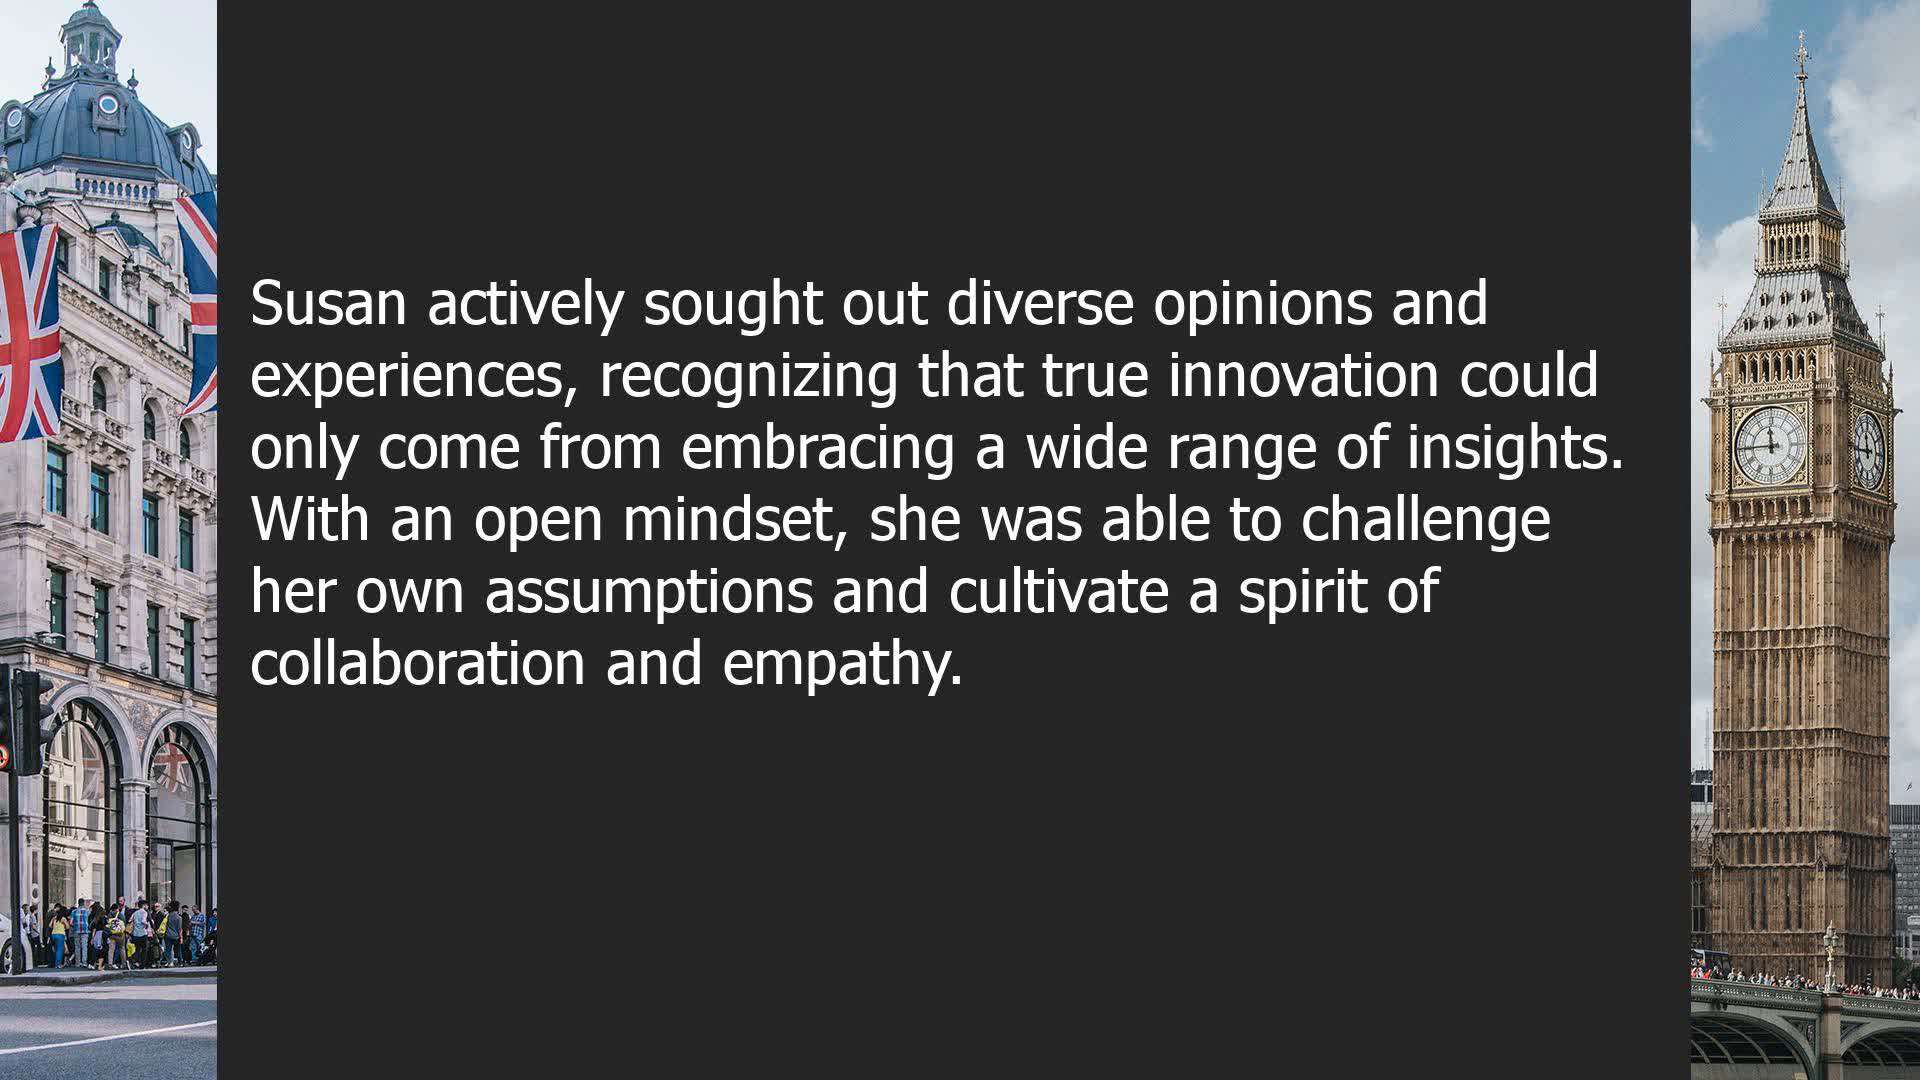 Susan actively sought out diverse opinions and
experiences, recognizing that true innovation could
only come from embracing a wide range of insights.
With an open mindset, she was able to challenge
her own assumptions and cultivate a spirit of
collaboration and empathy.